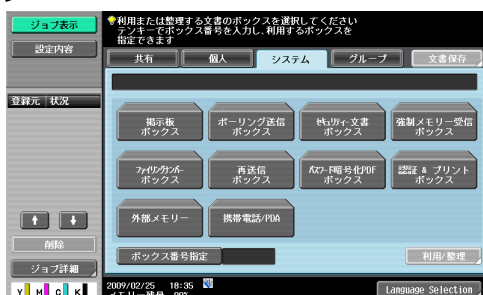 ジョブ表示
設定内容
利用または整理する文書のボックスを選択してください
テンキーでボックス番号を入力し、利用するボックスを
指定できます
共有 個人 システム グループ 文書保存
登録元 状況
掲示板
ボックス
ポーリング送信
ボックス
セキュリティー文書
ボックス
強制メモリー受信
ボックス
ファイリングナンバー
ボックス
再送信
ボックス
パスワード暗号化PDF
ボックス
認証 & プリント
ボックス
外部メモリー
携帯電話/PDA
削除
ボックス番号指定
利用/整理
ジョブ詳細
2009/02/25 18:35
メモリー残量 99%
Language Selection
Y M C K